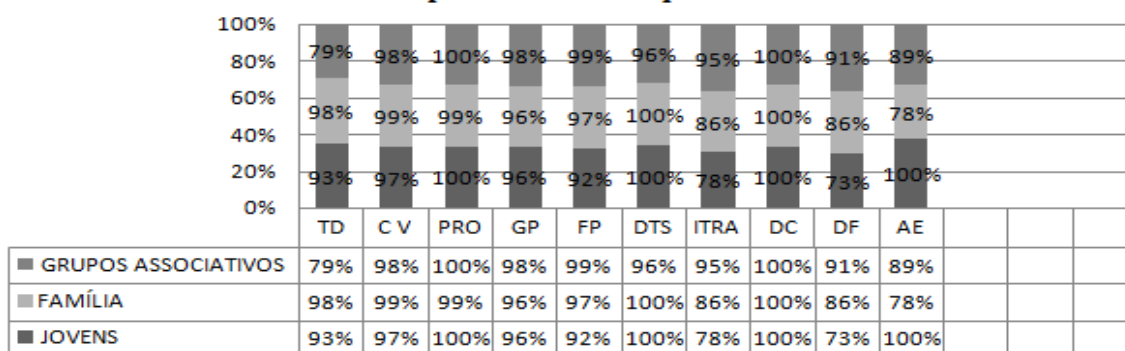 100%
80%
60%
40%
20%
0%
79% 98% 100% 98% 99% 96% 95% 100% 91% 89%
98% 99% 99% 96% 97% 100% 86% 100% 86% 78%
93% 97% 100% 96% 92% 100% 78% 100% 73% 100%
TD C V PRO GP FP DTS ITRA DC DF AE
GRUPOS ASSOCIATIVOS 79% 98% 100% 98% 99% 96% 95% 100% 91% 89%
FAMÍLIA 98% 99% 99% 96% 97% 100% 86% 100% 86% 78%
JOVENS 93% 97% 100% 96% 92% 100% 78% 100% 73% 100%